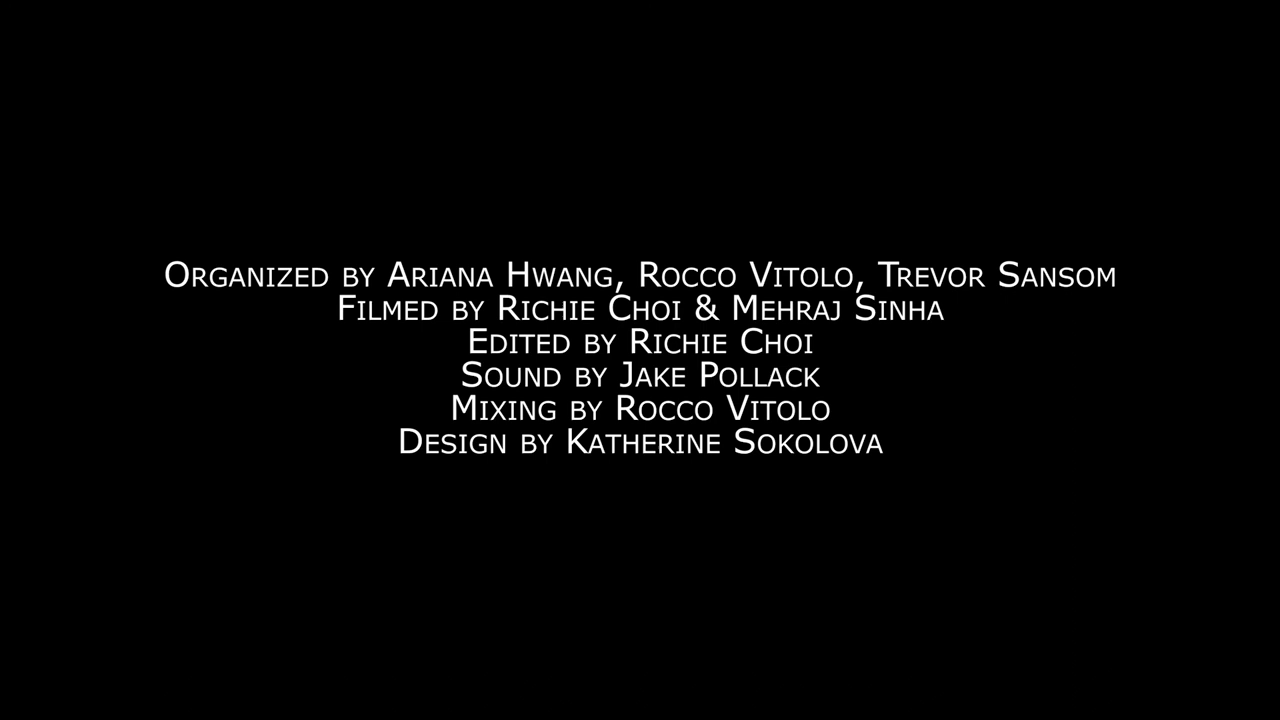 Organized by Ariana Hwang, Rocco Vitolo, Trevor Sansom
Filmed by Richie Choi & Mehraj Sinha
Edited by Richie Choi
Sound by Jake Pollack
Mixing by Rocco Vitolo
Design by Katherine Sokolova